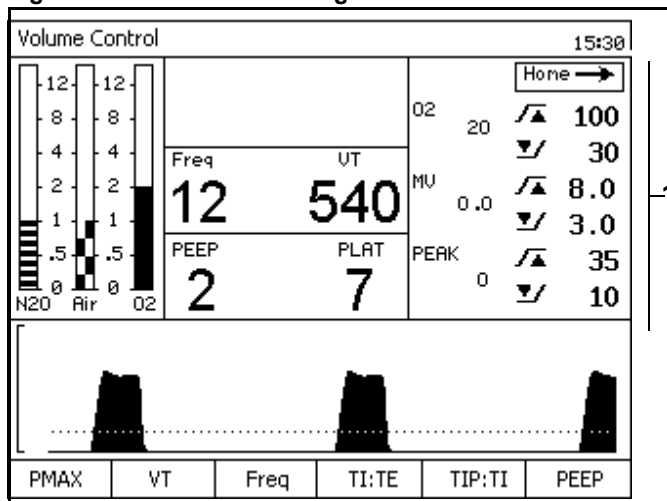 Volume Control 15:30
Home
12 12
8 8
4 4
2 2
1 1
.5 .5
0 0
N2O Air O2
Freq VT
12 540
PEEP PLAT
2 7
O2 20 100
30
MV 0.0 8.0
3.0
PEAK 0 35
10
PMAX VT Freq TI:TE TIP:TI PEEP